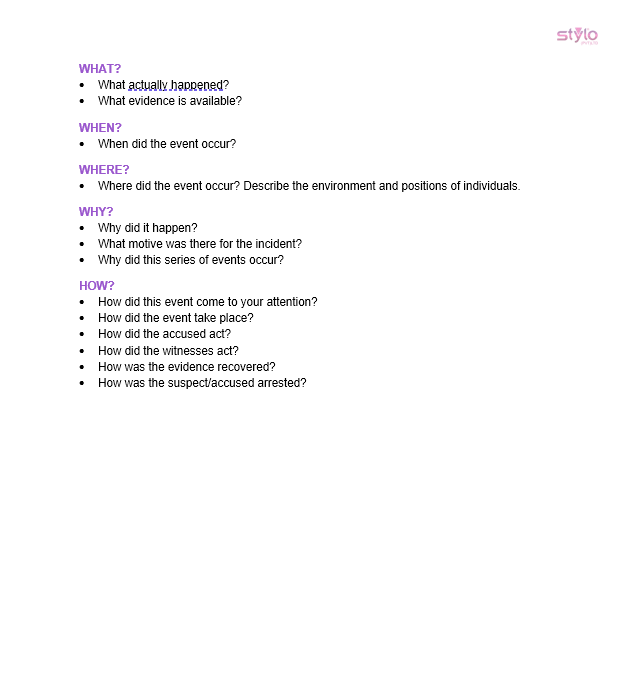 stylo
WHAT?
• What actually happened?
• What evidence is available?
WHEN?
• When did the event occur?
WHERE?
• Where did the event occur? Describe the environment and positions of individuals.
WHY?
• Why did it happen?
• What motive was there for the incident?
• Why did this series of events occur?
HOW?
• How did this event come to your attention?
• How did the event take place?
• How did the accused act?
• How did the witnesses act?
• How was the evidence recovered?
• How was the suspect/accused arrested?